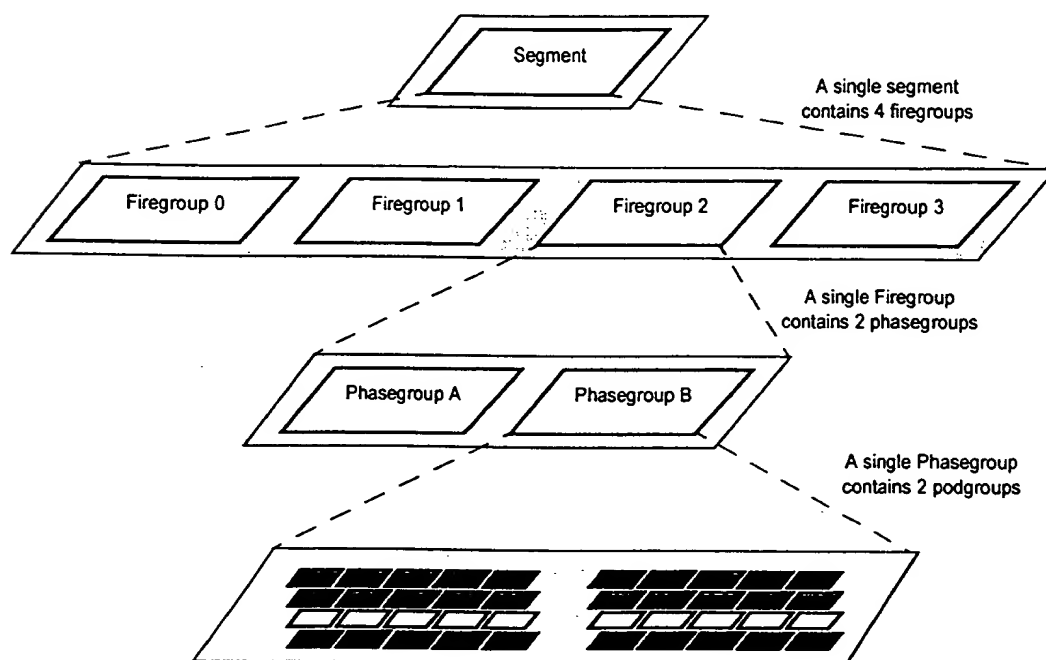 Segment
A single segment
contains 4 firegroups
Firegroup 0
Firegroup 1
Firegroup 2
Firegroup 3
A single Firegroup
contains 2 phasegroups
Phasegroup A
Phasegroup B
A single Phasegroup
contains 2 podgroups